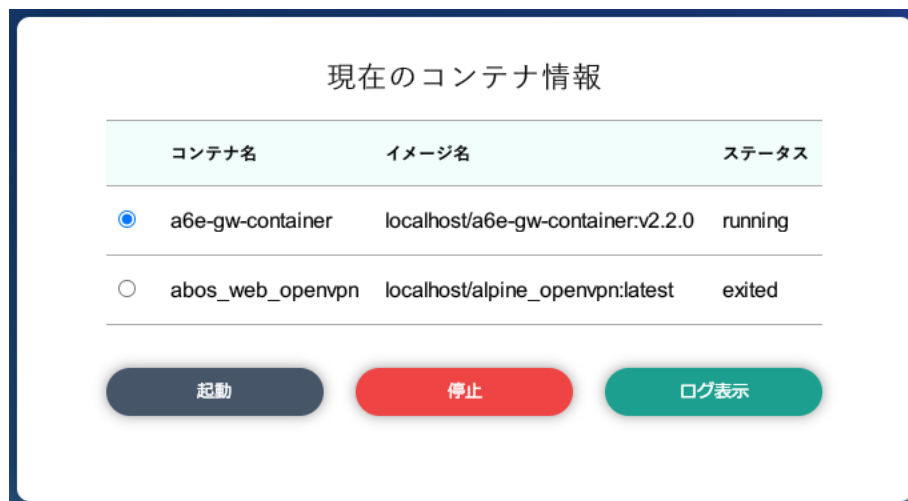 現在のコンテナ情報
コンテナ名 イメージ名 ステータス
a6e-gw-container localhost/a6e-gw-container:v2.2.0 running
abos_web_openvpn localhost/alpine_openvpn:latest exited
起動 停止 ログ表示